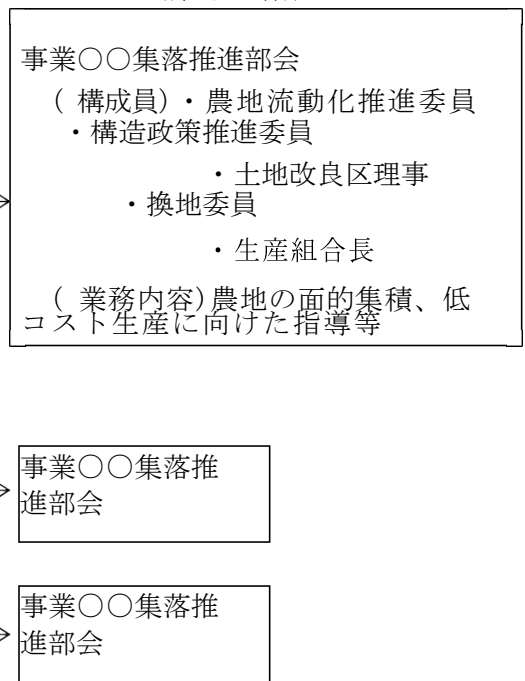 事業○○集落推進部会
( 構成員)・農地流動化推進委員
・構造政策推進委員
・土地改良区理事
・換地委員
・生産組合長
( 業務内容)農地の面的集積、低
コスト生産に向けた指導等
事業○○集落推
進部会
事業○○集落推
進部会